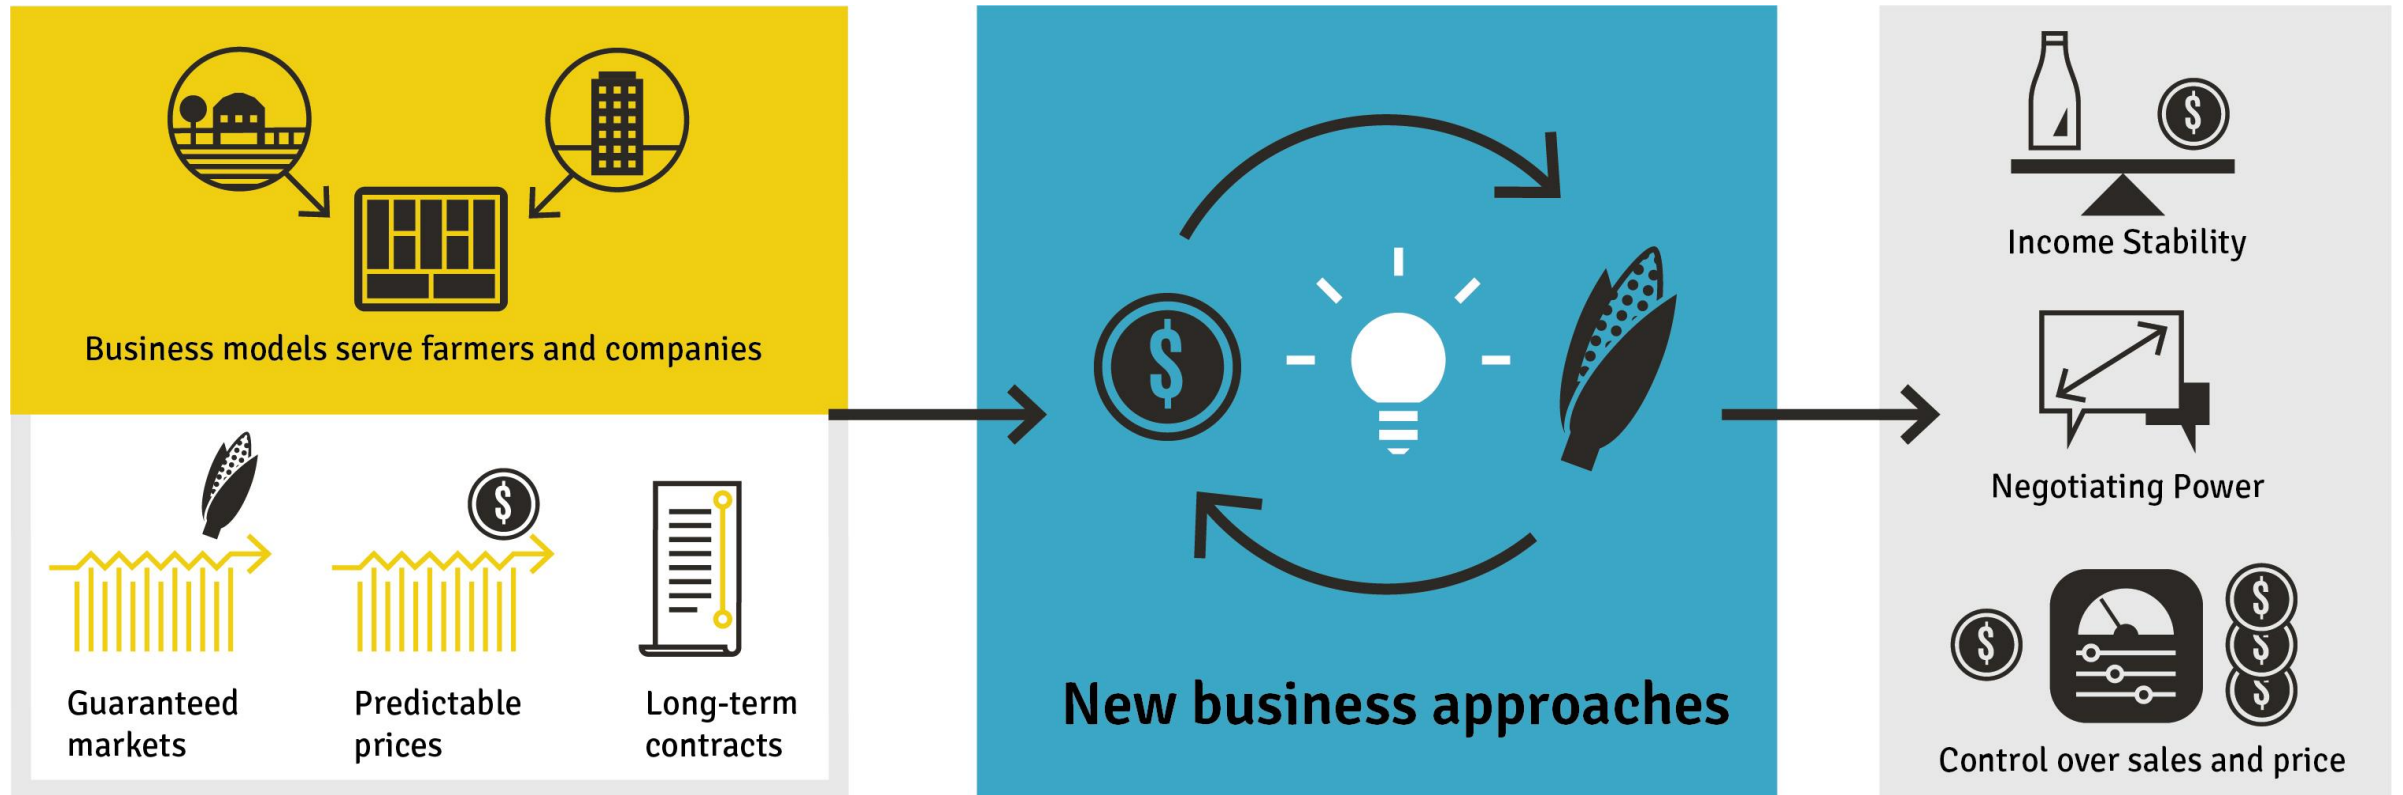 Business models serve farmers and companies
Guaranteed
markets
Predictable
prices
Long-term
contracts
$
$
New business approaches
$
Income Stability
Negotiating Power
$
$
$
$
Control over sales and price